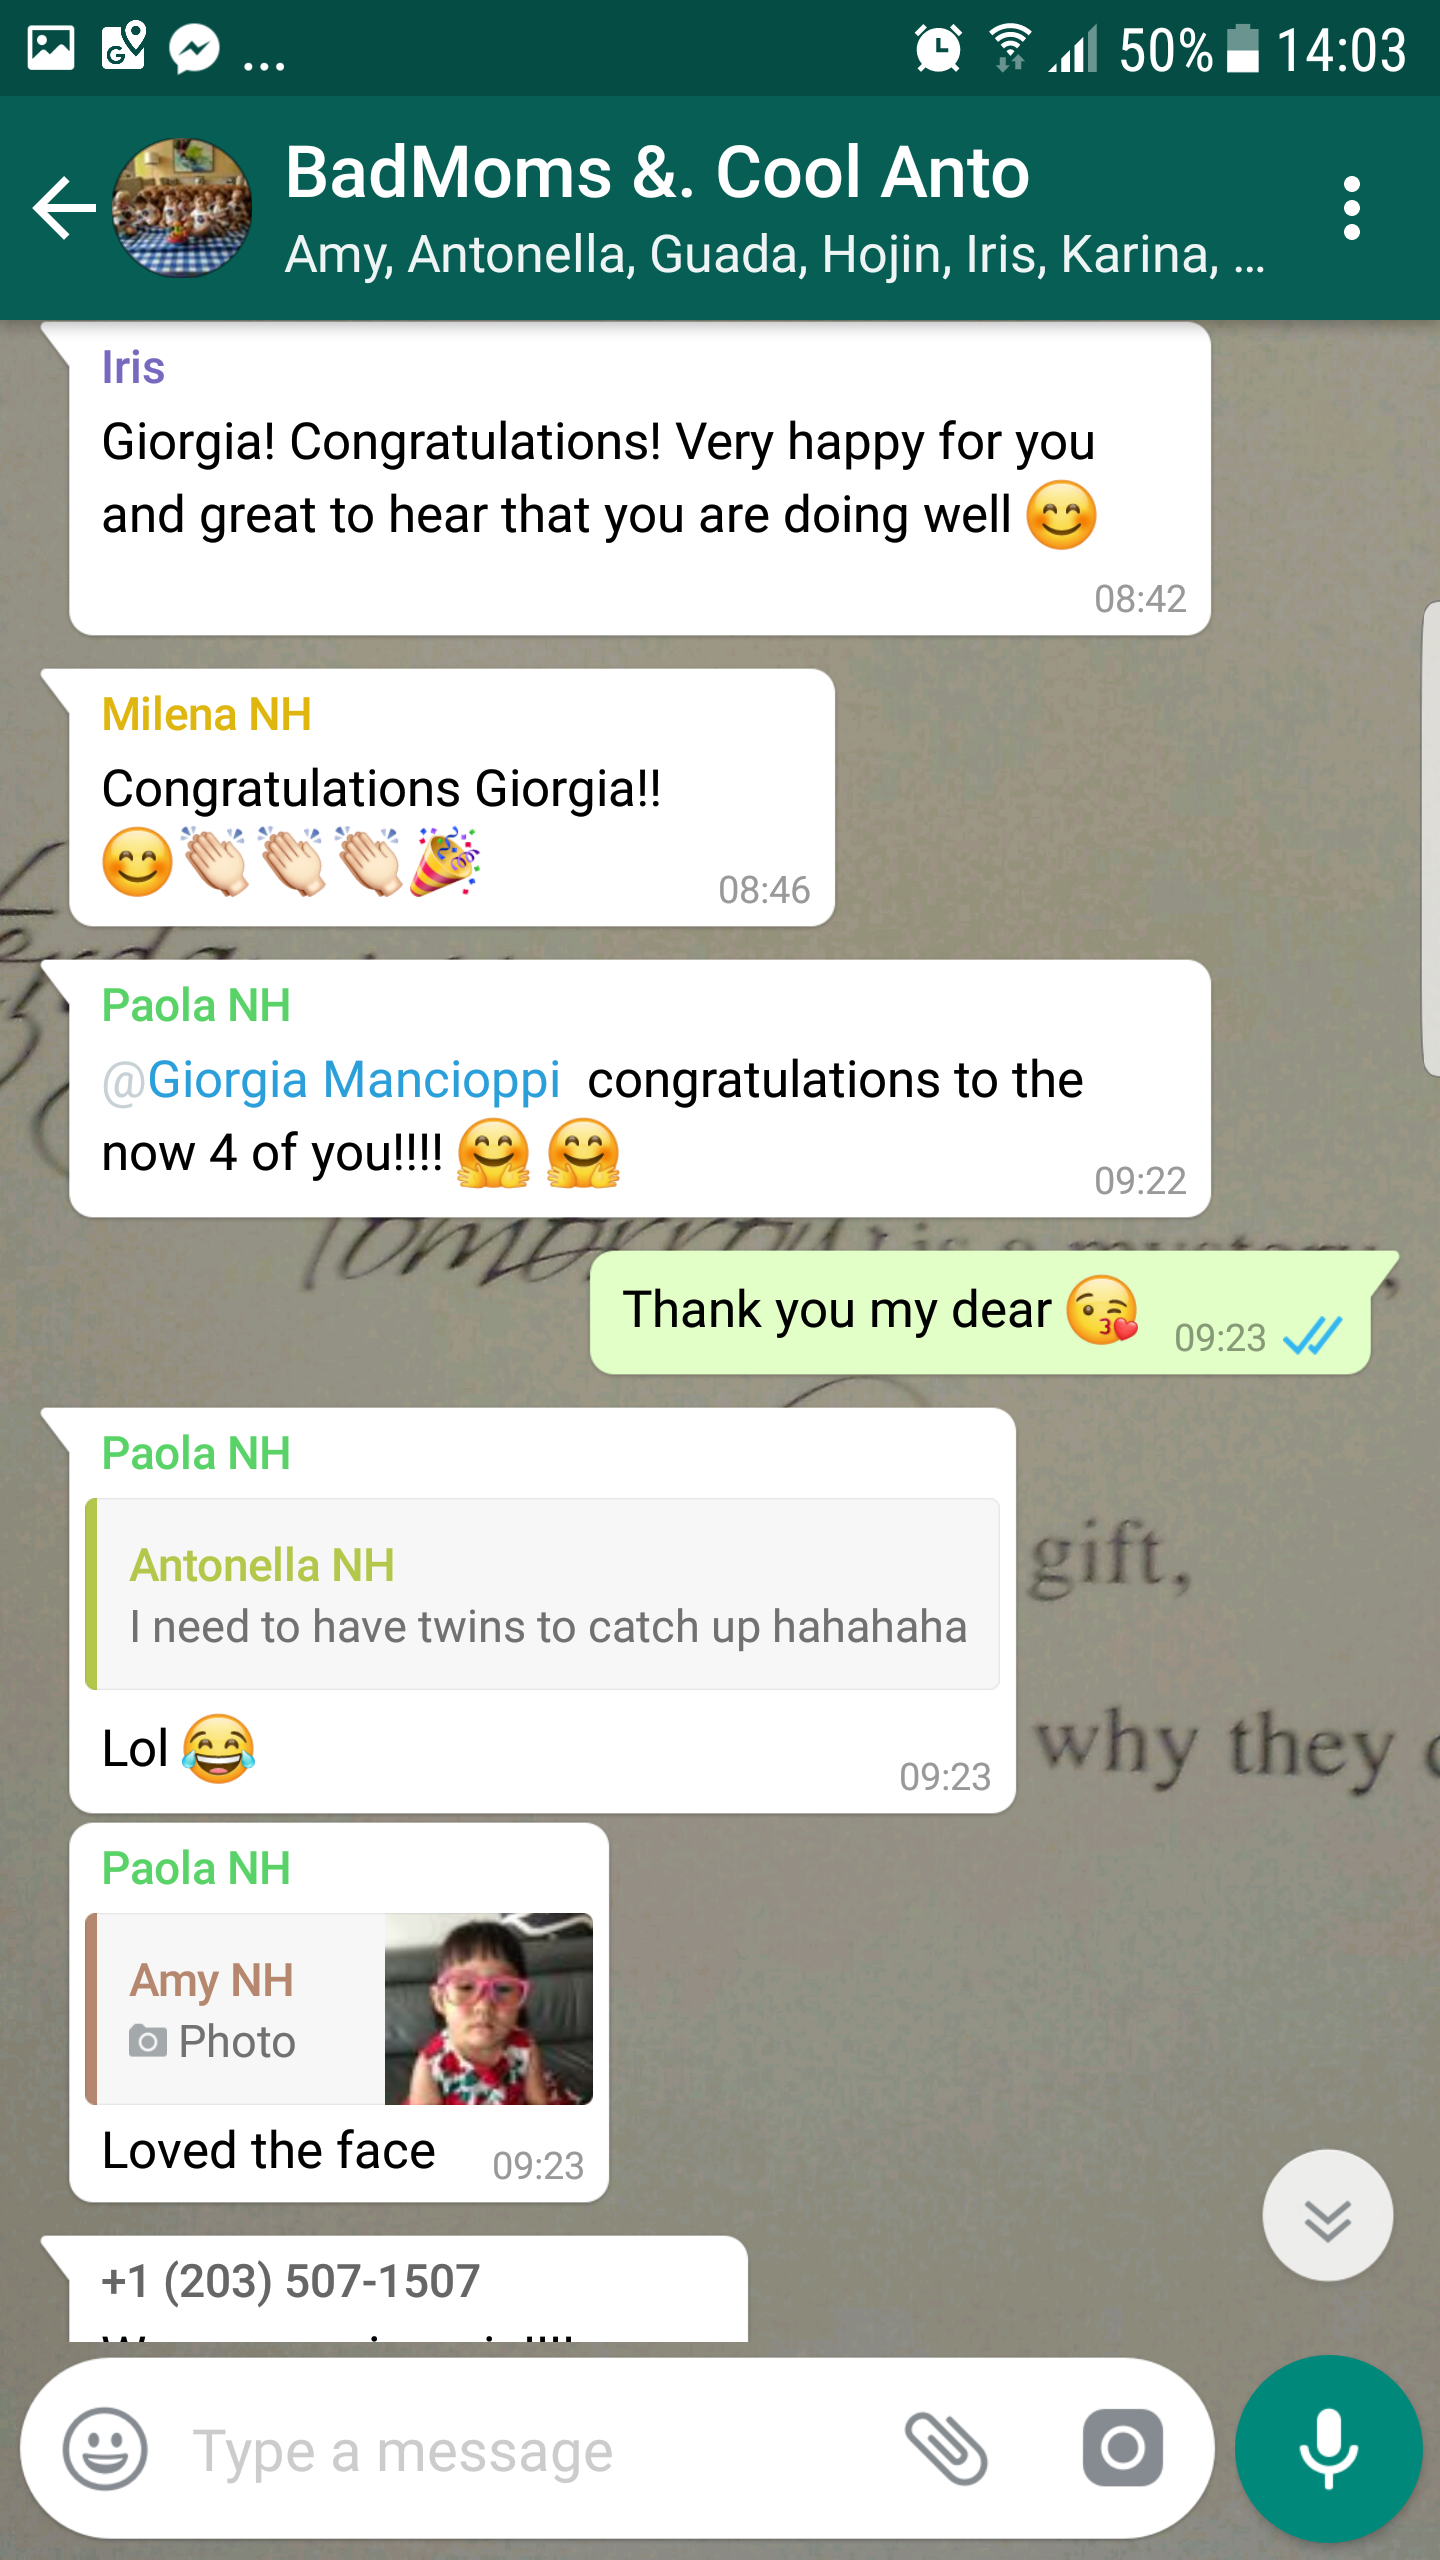 ... 50% 14:03
BadMoms &. Cool Anto
Amy, Antonella, Guada, Hojin, Iris, Karina, ...
Iris
Giorgia! Congratulations! Very happy for you
and great to hear that you are doing well 😊
08:42
Milena NH
Congratulations Giorgia!!
😊👏🏻👏🏻👏🏻🎉 08:46
Paola NH
@Giorgia Mancioppi congratulations to the
now 4 of you!!!! 🤗 🤗 09:22
Tomorrow is a mystery,
Thank you my dear 😘 09:23
Paola NH
Antonella NH
I need to have twins to catch up hahahaha
gift,
Lol 😂 09:23
why they
Paola NH
Amy NH
Photo
Loved the face 09:23
+1 (203) 507-1507
Type a message